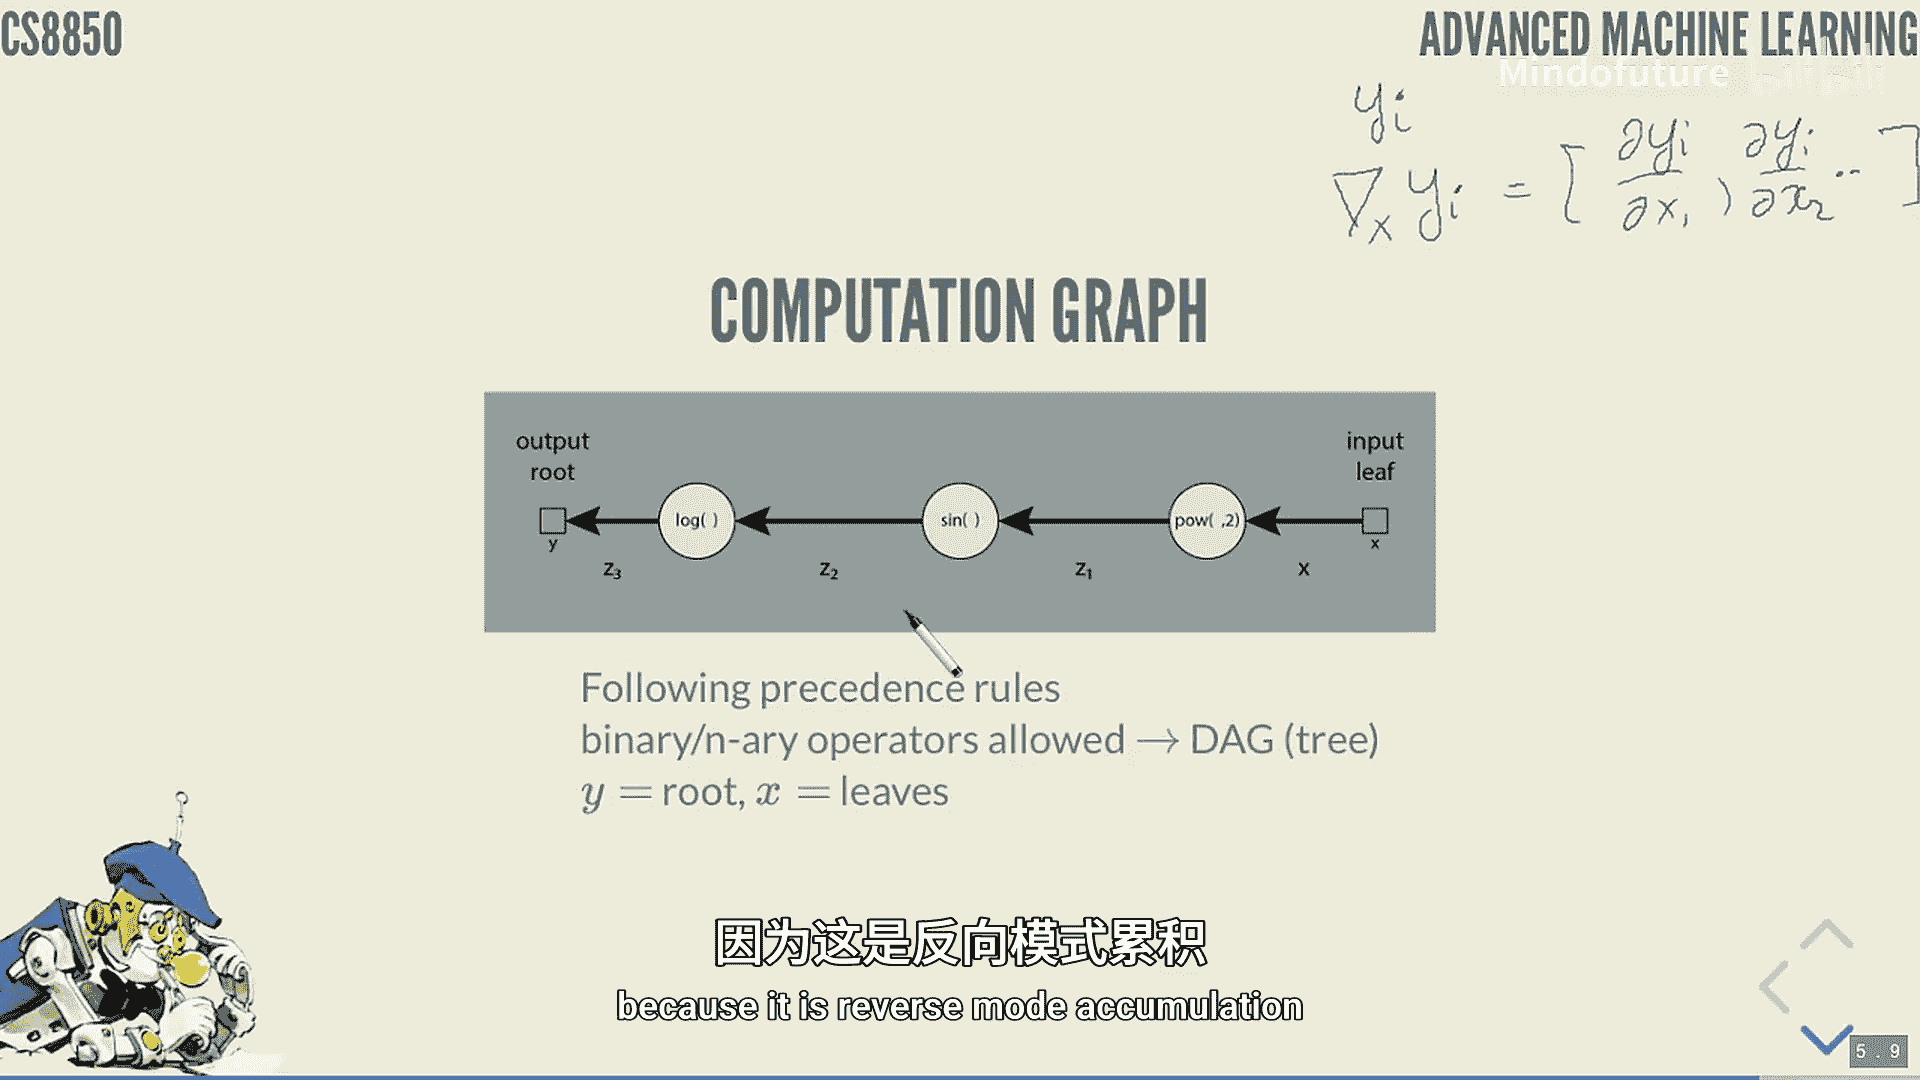 CS8850
ADVANCED MACHINE LEARNING
Mindofuture bilibili
yi
∇x yi = [ ∂yi/∂x1, ∂yi/∂x2 .. ]
COMPUTATION GRAPH
output root
input leaf
y
log( )
sin( )
pow( ,2)
x
z3
z2
z1
x
Following precedence rules
binary/n-ary operators allowed → DAG (tree)
y = root, x = leaves
因为这是反向模式累积
because it is reverse mode accumulation
5.9